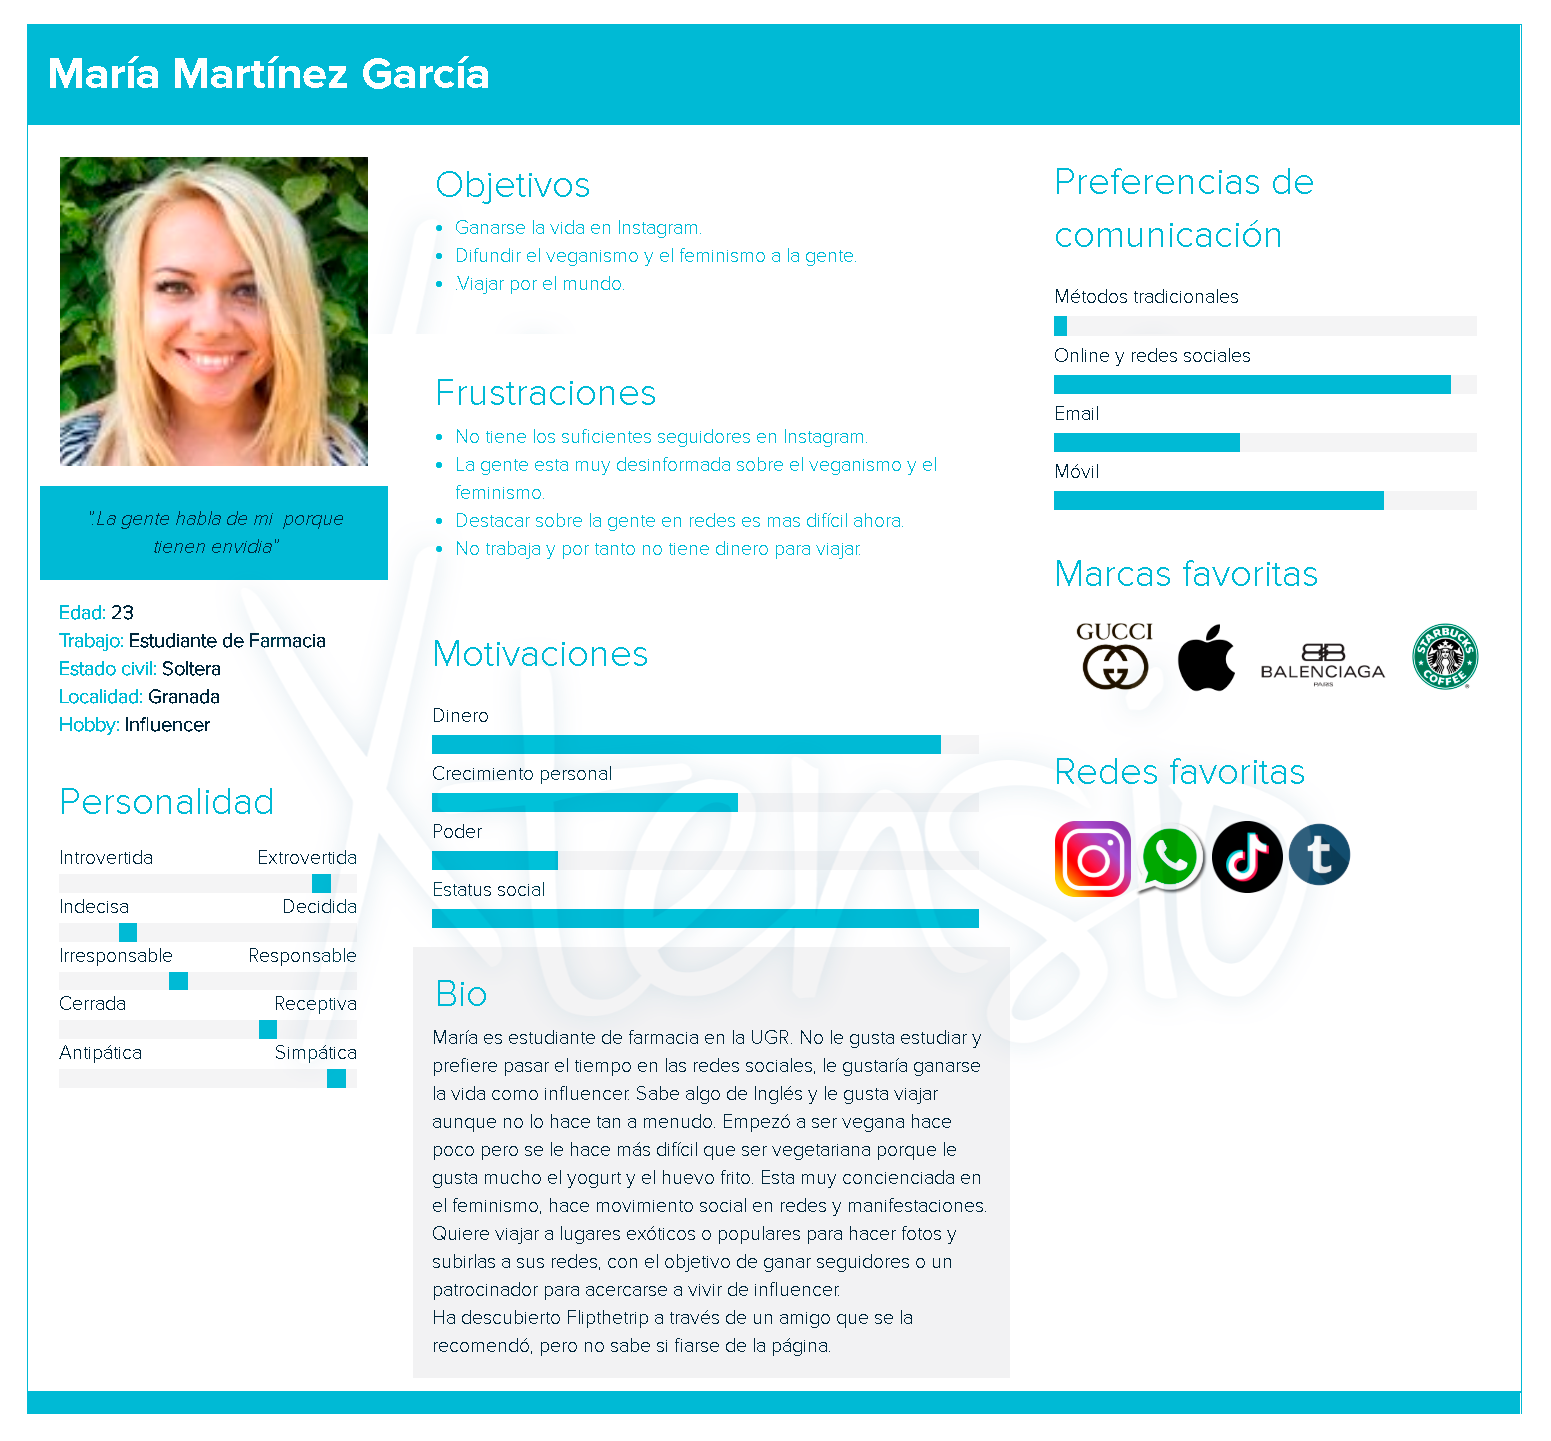 María Martínez García
".La gente habla de mi  porque
tienen envidia"
Edad: 23
Trabajo: Estudiante de Farmacia
Estado civil: Soltera
Localidad: Granada
Hobby: Influencer
Personalidad
Introvertida Extrovertida
Indecisa Decidida
Irresponsable Responsable
Cerrada Receptiva
Antipática Simpática
Objetivos
• Ganarse la vida en Instagram.
• Difundir el veganismo y el feminismo a la gente.
• .Viajar por el mundo.
Frustraciones
• No tiene los suficientes seguidores en Instagram.
• La gente esta muy desinformada sobre el veganismo y el
feminismo.
• Destacar sobre la gente en redes es mas difícil ahora.
• No trabaja y por tanto no tiene dinero para viajar.
Motivaciones
Dinero
Crecimiento personal
Poder
Estatus social
Bio
María es estudiante de farmacia en la UGR. No le gusta estudiar y
prefiere pasar el tiempo en las redes sociales, le gustaría ganarse
la vida como influencer. Sabe algo de Inglés y le gusta viajar
aunque no lo hace tan a menudo. Empezó a ser vegana hace
poco pero se le hace más difícil que ser vegetariana porque le
gusta mucho el yogurt y el huevo frito. Esta muy concienciada en
el feminismo, hace movimiento social en redes y manifestaciones.
Quiere viajar a lugares exóticos o populares para hacer fotos y
subirlas a sus redes, con el objetivo de ganar seguidores o un
patrocinador para acercarse a vivir de influencer.
Ha descubierto Flipthetrip a través de un amigo que se la
recomendó, pero no sabe si fiarse de la página.
Preferencias de
comunicación
Métodos tradicionales
Online y redes sociales
Email
Móvil
Marcas favoritas
GUCCI
BALENCIAGA
PARIS
STARBUCKS
COFFEE
Redes favoritas
t
Xtensio